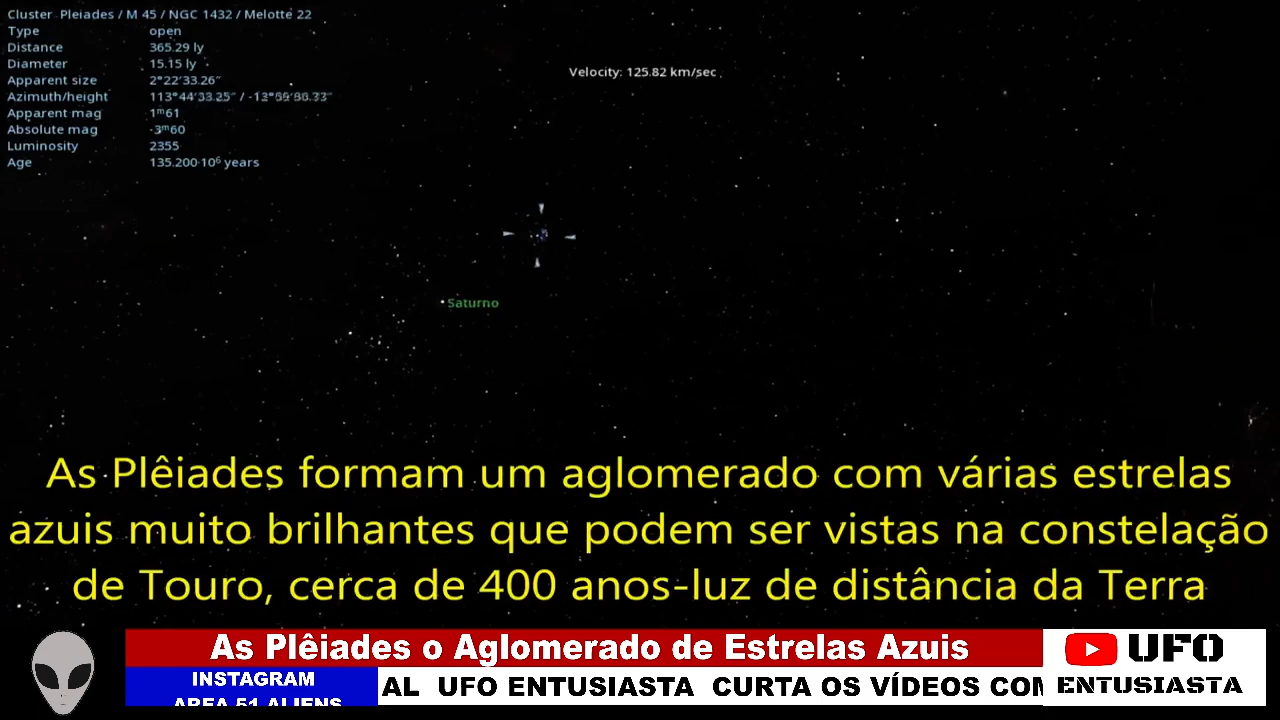 Cluster Pleiades / M 45 / NGC 1432 / Melotte 22
Type open
Distance 365.29 ly
Diameter 15.15 ly
Apparent size 2°22'33.26"
Azimuth/height 113°44'33.25" /
Apparent mag 1ᵐ61
Absolute mag -3ᵐ60
Luminosity 2355
Age 135.200·10⁶ years
Velocity: 125.82 km/sec
Saturno
As Plêiades formam um aglomerado com várias estrelas
azuis muito brilhantes que podem ser vistas na constelação
de Touro, cerca de 400 anos-luz de distância da Terra
As Plêiades o Aglomerado de Estrelas Azuis
INSTAGRAM
AREA 51 ALIENS
AL UFO ENTUSIASTA CURTA OS VÍDEOS COM
UFO
ENTUSIASTA